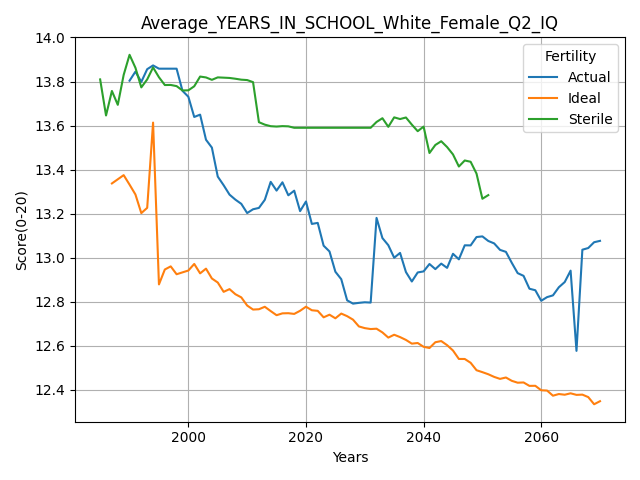 Average_YEARS_IN_SCHOOL_White_Female_Q2_IQ
14.0
13.8
13.6
13.4
13.2
13.0
12.8
12.6
12.4
Score(0-20)
Fertility
Actual
Ideal
Sterile
2000
2020
2040
2060
Years